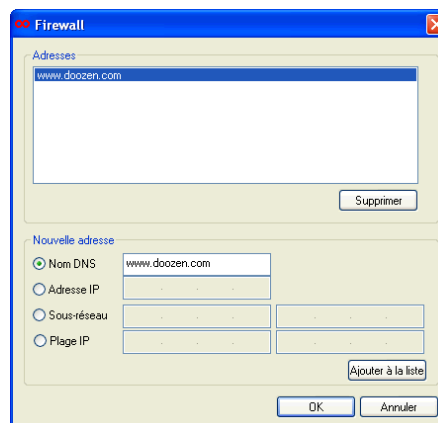 Firewall
Adresses
www.doozen.com
Supprimer
Nouvelle adresse
Nom DNS www.doozen.com
Adresse IP
Sous-réseau
Plage IP
Ajouter à la liste
OK Annuler